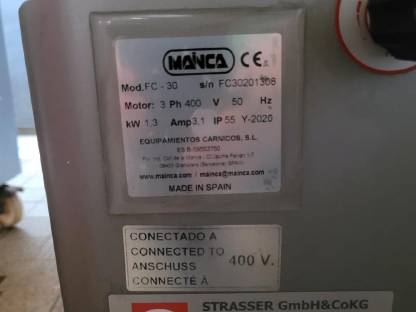 MAINCA CE
Mod. FC - 30 s/n FC30201306
Motor: 3 Ph 400 V 50 Hz
kW 1,3 Amp 3,1 IP 55 Y-2020
EQUIPAMIENTOS CARNICOS, S.L.
www.mainca.com / mainca@mainca.com
MADE IN SPAIN
CONECTADO A
CONNECTED TO
ANSCHUSS 400 V.
CONNECTÉ À
STRASSER GmbH&CoKG